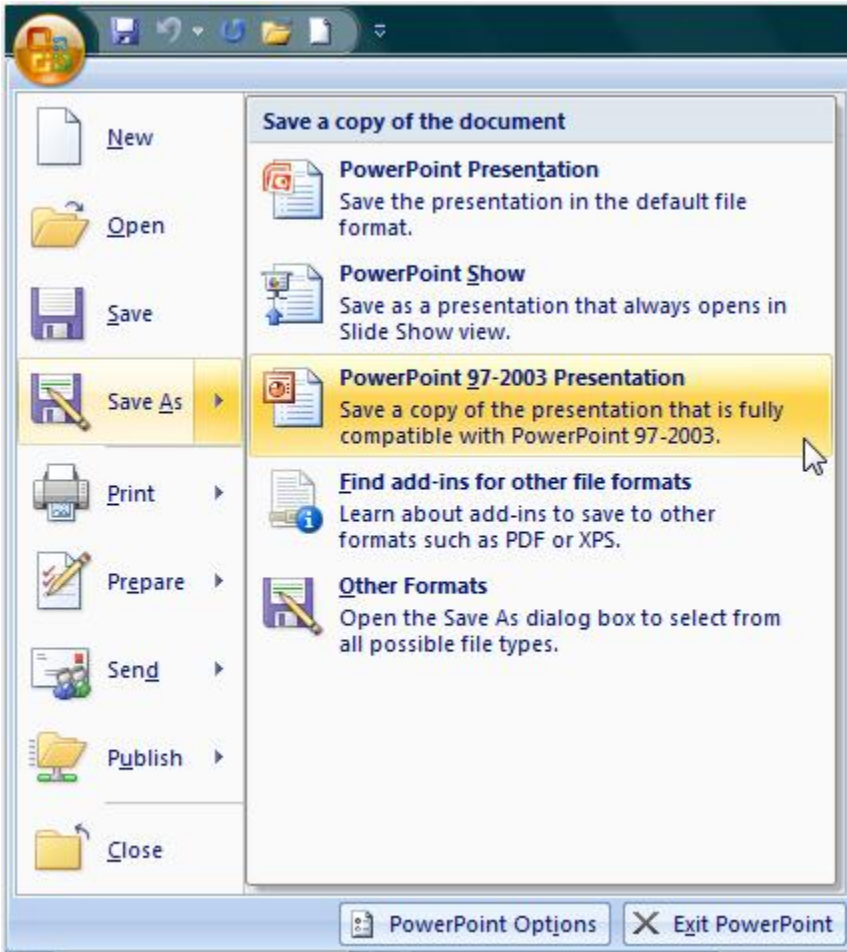 New
Open
Save
Save As
Print
Prepare
Send
Publish
Close
Save a copy of the document
PowerPoint Presentation
Save the presentation in the default file
format.
PowerPoint Show
Save as a presentation that always opens in
Slide Show view.
PowerPoint 97-2003 Presentation
Save a copy of the presentation that is fully
compatible with PowerPoint 97-2003.
Find add-ins for other file formats
Learn about add-ins to save to other
formats such as PDF or XPS.
Other Formats
Open the Save As dialog box to select from
all possible file types.
PowerPoint Options
Exit PowerPoint